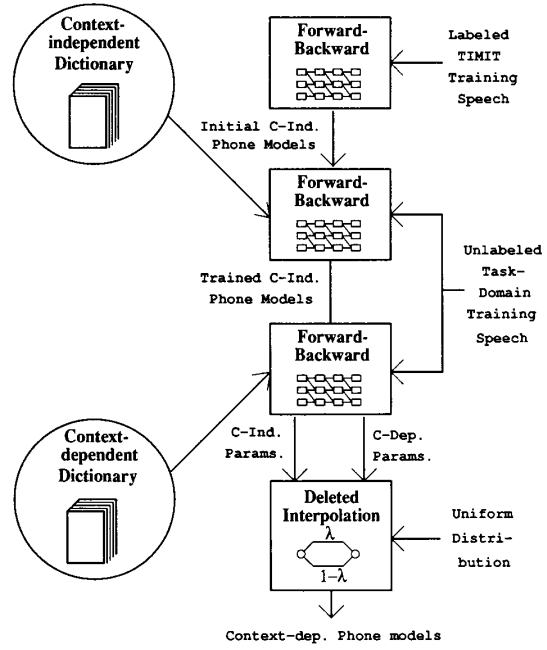 Context-
independent
Dictionary
Forward-
Backward
Labeled
TIMIT
Training
Speech
Initial C-Ind.
Phone Models
Forward-
Backward
Trained C-Ind.
Phone Models
Unlabeled
Task-
Domain
Training
Speech
Forward-
Backward
Context-
dependent
Dictionary
C-Ind.
Params.
C-Dep.
Params.
Deleted
Interpolation
λ
1-λ
Uniform
Distri-
bution
Context-dep. Phone models